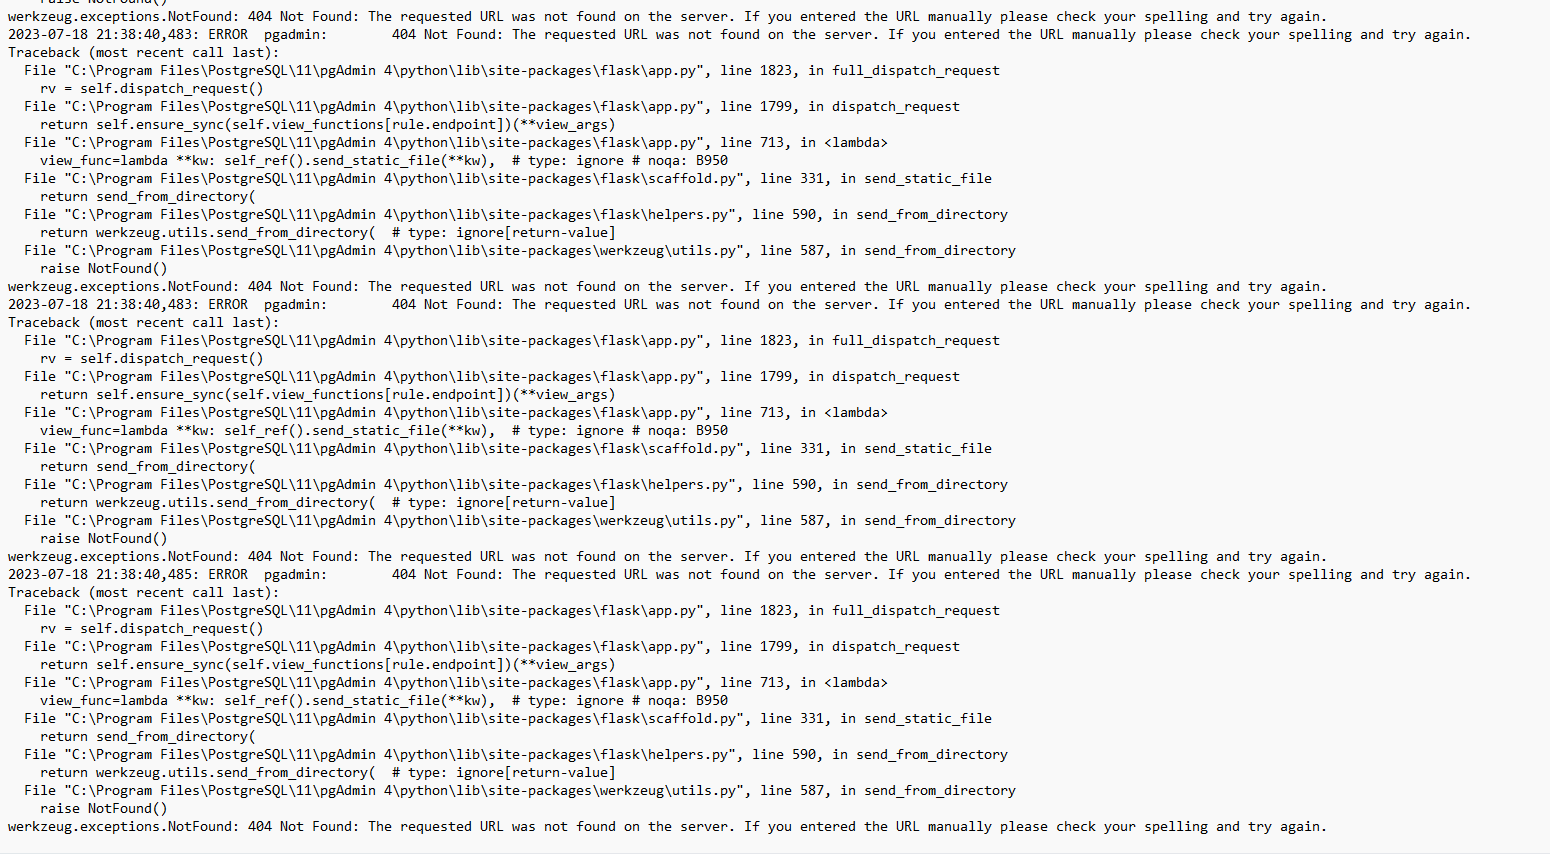 raise NotFound()
werkzeug.exceptions.NotFound: 404 Not Found: The requested URL was not found on the server. If you entered the URL manually please check your spelling and try again.
2023-07-18 21:38:40,483: ERROR  pgadmin:        404 Not Found: The requested URL was not found on the server. If you entered the URL manually please check your spelling and try again.
Traceback (most recent call last):
  File "C:\Program Files\PostgreSQL\11\pgAdmin 4\python\lib\site-packages\flask\app.py", line 1823, in full_dispatch_request
    rv = self.dispatch_request()
  File "C:\Program Files\PostgreSQL\11\pgAdmin 4\python\lib\site-packages\flask\app.py", line 1799, in dispatch_request
    return self.ensure_sync(self.view_functions[rule.endpoint])(**view_args)
  File "C:\Program Files\PostgreSQL\11\pgAdmin 4\python\lib\site-packages\flask\app.py", line 713, in <lambda>
    view_func=lambda **kw: self_ref().send_static_file(**kw),  # type: ignore # noqa: B950
  File "C:\Program Files\PostgreSQL\11\pgAdmin 4\python\lib\site-packages\flask\scaffold.py", line 331, in send_static_file
    return send_from_directory(
  File "C:\Program Files\PostgreSQL\11\pgAdmin 4\python\lib\site-packages\flask\helpers.py", line 590, in send_from_directory
    return werkzeug.utils.send_from_directory(  # type: ignore[return-value]
  File "C:\Program Files\PostgreSQL\11\pgAdmin 4\python\lib\site-packages\werkzeug\utils.py", line 587, in send_from_directory
    raise NotFound()
werkzeug.exceptions.NotFound: 404 Not Found: The requested URL was not found on the server. If you entered the URL manually please check your spelling and try again.
2023-07-18 21:38:40,483: ERROR  pgadmin:        404 Not Found: The requested URL was not found on the server. If you entered the URL manually please check your spelling and try again.
Traceback (most recent call last):
  File "C:\Program Files\PostgreSQL\11\pgAdmin 4\python\lib\site-packages\flask\app.py", line 1823, in full_dispatch_request
    rv = self.dispatch_request()
  File "C:\Program Files\PostgreSQL\11\pgAdmin 4\python\lib\site-packages\flask\app.py", line 1799, in dispatch_request
    return self.ensure_sync(self.view_functions[rule.endpoint])(**view_args)
  File "C:\Program Files\PostgreSQL\11\pgAdmin 4\python\lib\site-packages\flask\app.py", line 713, in <lambda>
    view_func=lambda **kw: self_ref().send_static_file(**kw),  # type: ignore # noqa: B950
  File "C:\Program Files\PostgreSQL\11\pgAdmin 4\python\lib\site-packages\flask\scaffold.py", line 331, in send_static_file
    return send_from_directory(
  File "C:\Program Files\PostgreSQL\11\pgAdmin 4\python\lib\site-packages\flask\helpers.py", line 590, in send_from_directory
    return werkzeug.utils.send_from_directory(  # type: ignore[return-value]
  File "C:\Program Files\PostgreSQL\11\pgAdmin 4\python\lib\site-packages\werkzeug\utils.py", line 587, in send_from_directory
    raise NotFound()
werkzeug.exceptions.NotFound: 404 Not Found: The requested URL was not found on the server. If you entered the URL manually please check your spelling and try again.
2023-07-18 21:38:40,485: ERROR  pgadmin:        404 Not Found: The requested URL was not found on the server. If you entered the URL manually please check your spelling and try again.
Traceback (most recent call last):
  File "C:\Program Files\PostgreSQL\11\pgAdmin 4\python\lib\site-packages\flask\app.py", line 1823, in full_dispatch_request
    rv = self.dispatch_request()
  File "C:\Program Files\PostgreSQL\11\pgAdmin 4\python\lib\site-packages\flask\app.py", line 1799, in dispatch_request
    return self.ensure_sync(self.view_functions[rule.endpoint])(**view_args)
  File "C:\Program Files\PostgreSQL\11\pgAdmin 4\python\lib\site-packages\flask\app.py", line 713, in <lambda>
    view_func=lambda **kw: self_ref().send_static_file(**kw),  # type: ignore # noqa: B950
  File "C:\Program Files\PostgreSQL\11\pgAdmin 4\python\lib\site-packages\flask\scaffold.py", line 331, in send_static_file
    return send_from_directory(
  File "C:\Program Files\PostgreSQL\11\pgAdmin 4\python\lib\site-packages\flask\helpers.py", line 590, in send_from_directory
    return werkzeug.utils.send_from_directory(  # type: ignore[return-value]
  File "C:\Program Files\PostgreSQL\11\pgAdmin 4\python\lib\site-packages\werkzeug\utils.py", line 587, in send_from_directory
    raise NotFound()
werkzeug.exceptions.NotFound: 404 Not Found: The requested URL was not found on the server. If you entered the URL manually please check your spelling and try again.